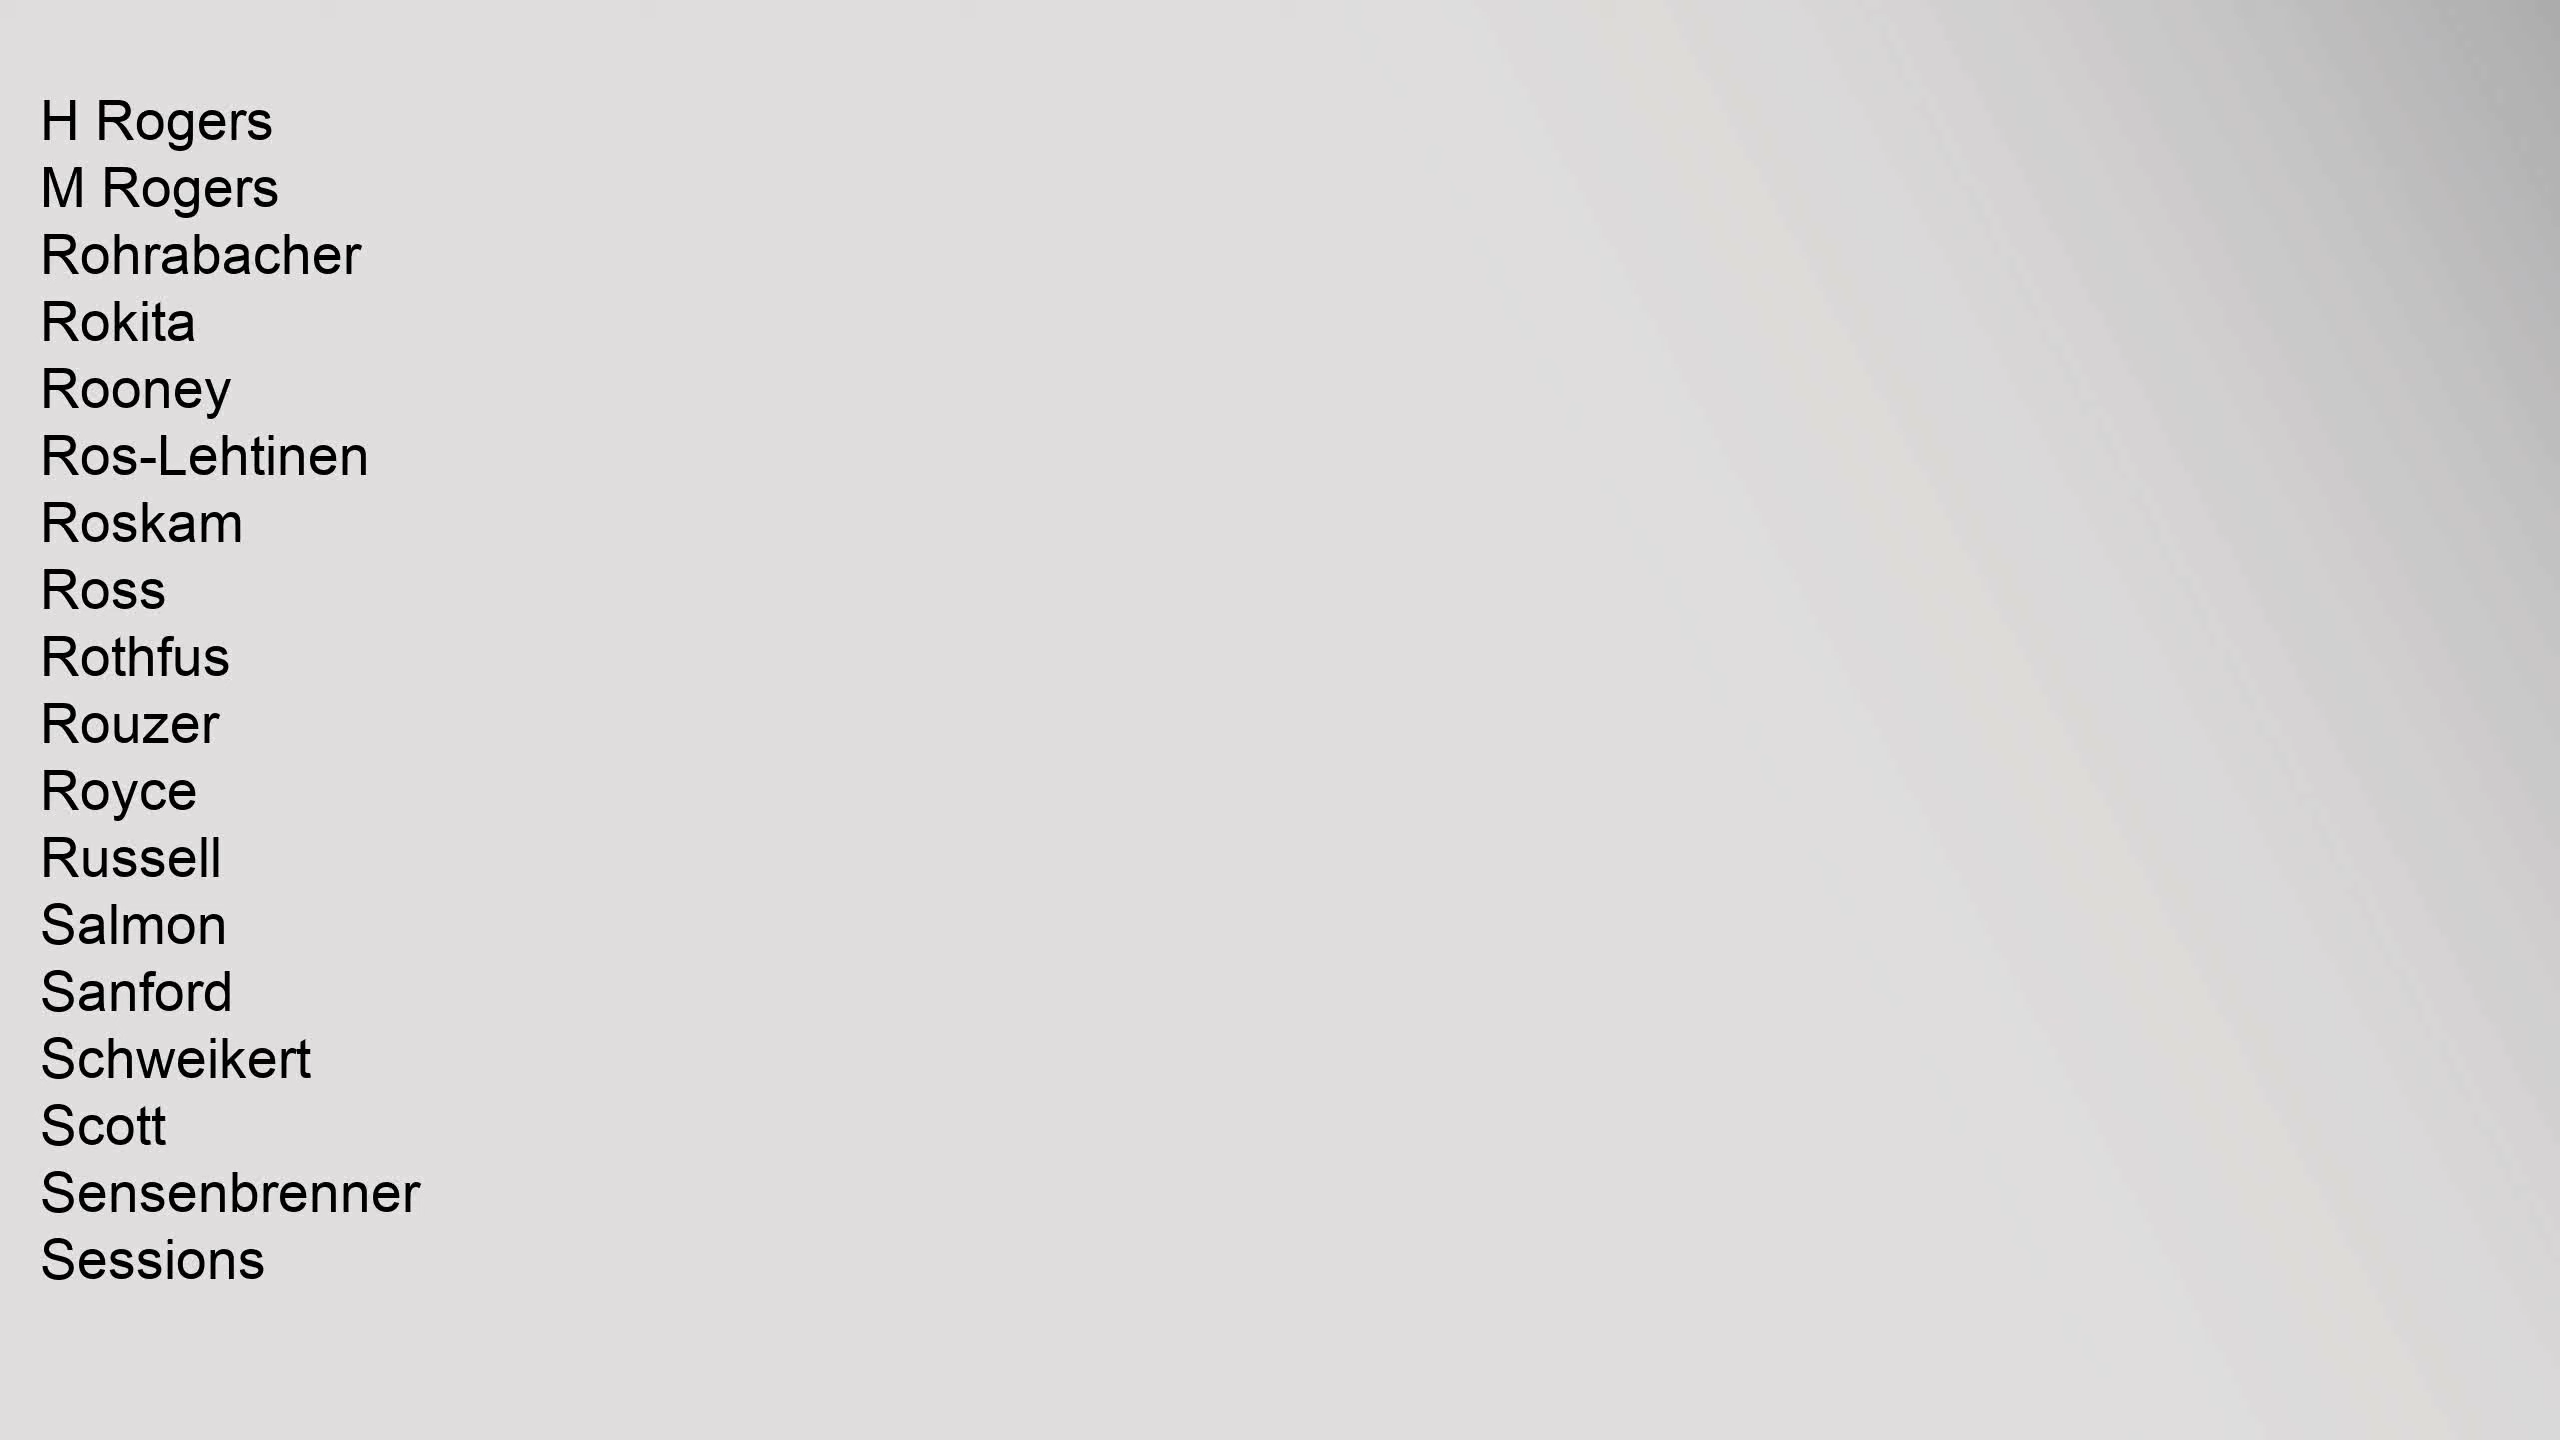 H Rogers
M Rogers
Rohrabacher
Rokita
Rooney
Ros-Lehtinen
Roskam
Ross
Rothfus
Rouzer
Royce
Russell
Salmon
Sanford
Schweikert
Scott
Sensenbrenner
Sessions